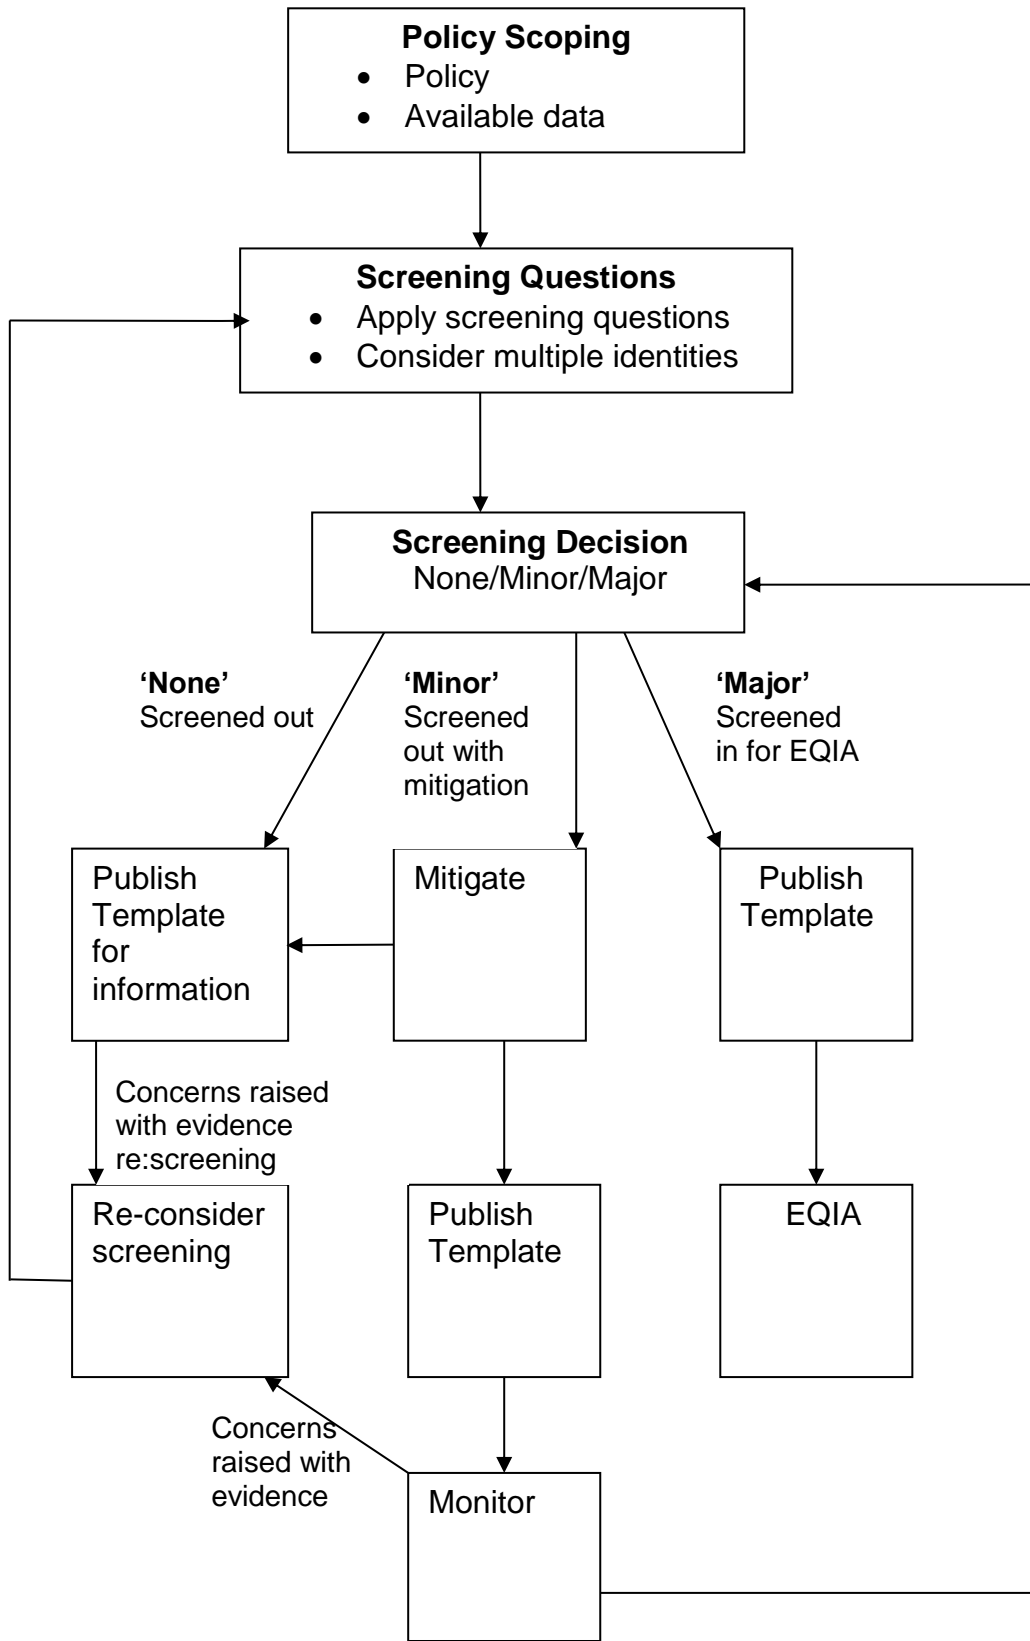 Policy Scoping
• Policy
• Available data
Screening Questions
• Apply screening questions
• Consider multiple identities
Screening Decision
None/Minor/Major
‘None’
Screened out
‘Minor’
Screened
out with
mitigation
‘Major’
Screened
in for EQIA
Publish
Template
for
information
Mitigate
Publish
Template
Concerns raised
with evidence
re:screening
Re-consider
screening
Publish
Template
EQIA
Concerns
raised with
evidence
Monitor